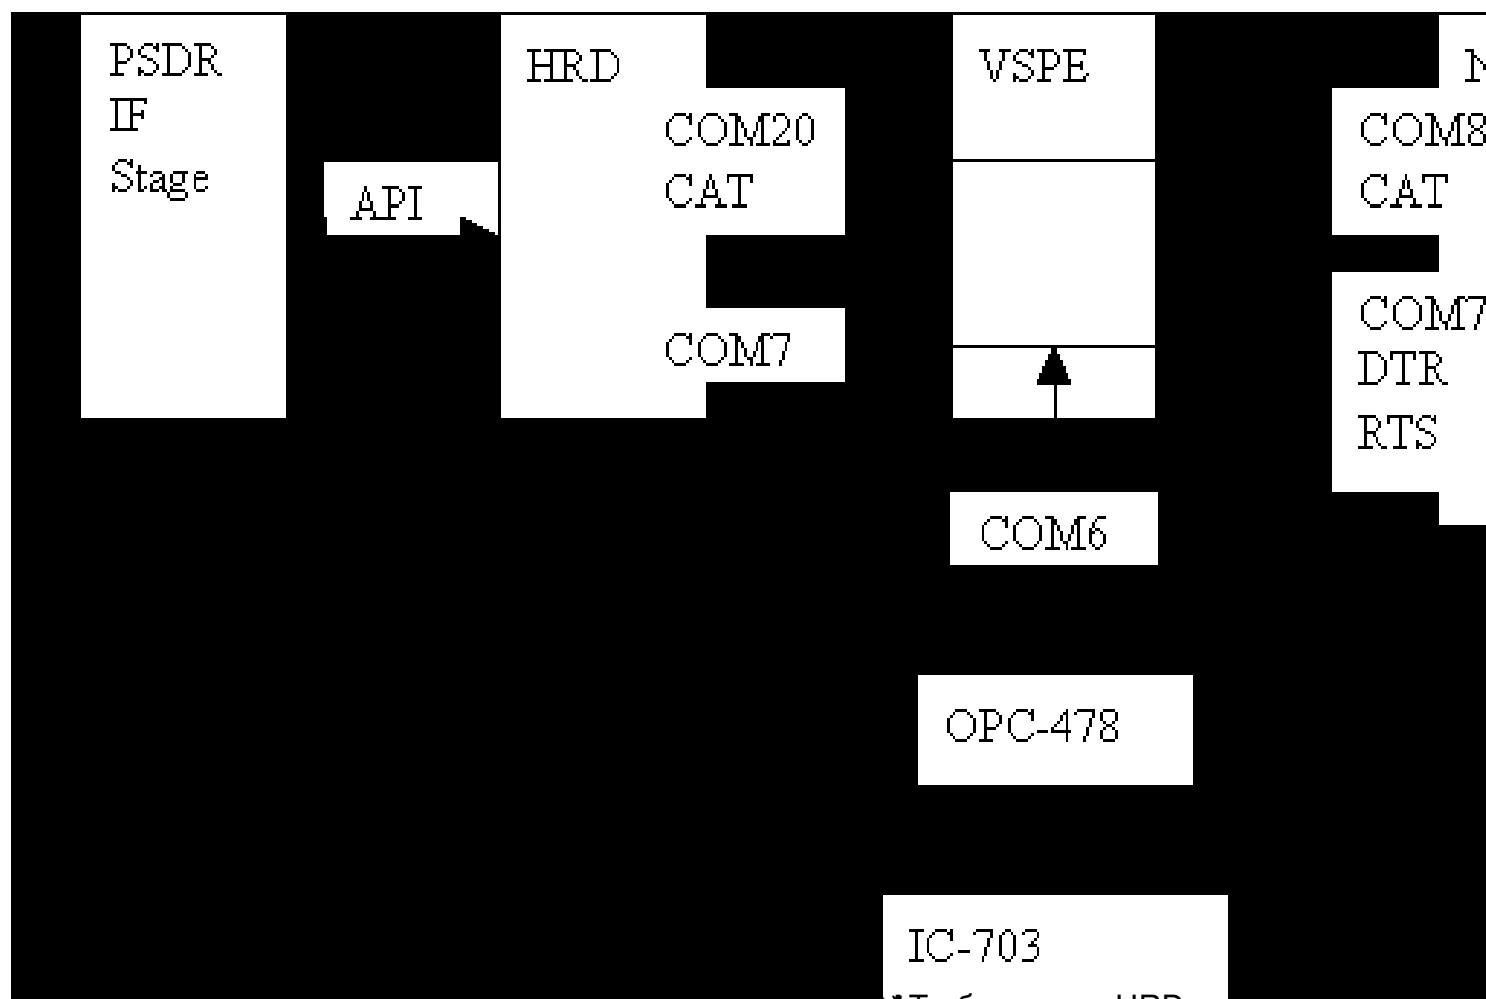 PSDR
IF
Stage
API
HRD
COM20
CAT
COM7
VSPE
COM8
CAT
COM7
DTR
RTS
COM6
OPC-478
IC-703